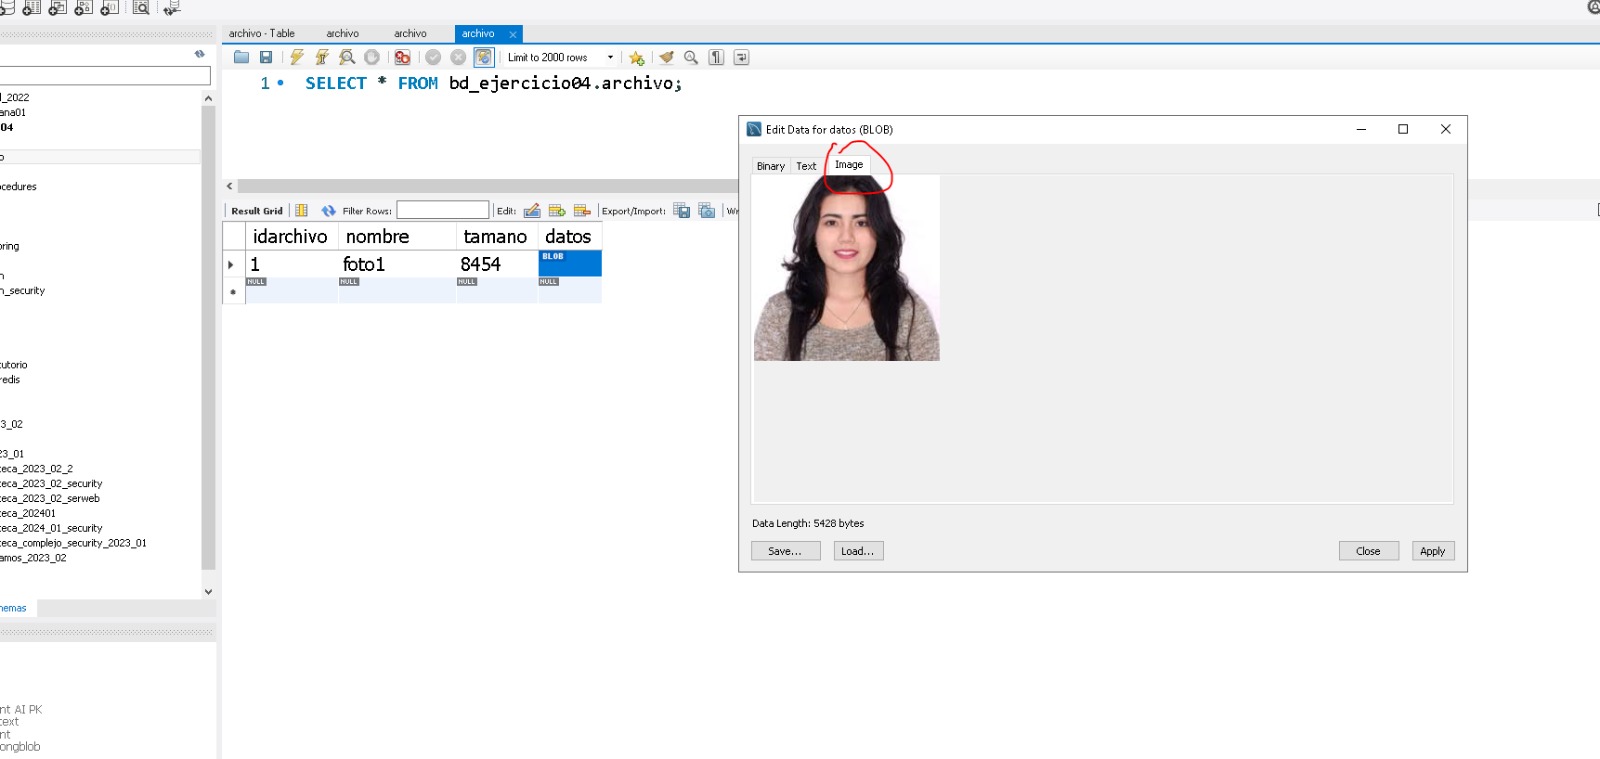 archivo - Table
archivo
archivo
archivo
Limit to 2000 rows
1 SELECT * FROM bd_ejercicio04.archivo;
l_2022
ana01
04
o
cedures
oring
n
n_security
tutorio
redis
3_02
23_01
teca_2023_02_2
teca_2023_02_security
teca_2023_02_serweb
teca_202401
teca_2024_01_security
teca_complejo_security_2023_01
amos_2023_02
hemas
nt AI PK
text
nt
ongblob
Result Grid
Filter Rows:
Edit:
Export/Import:
Wr
idarchivo nombre tamano datos
1 foto1 8454 BLOB
NULL NULL NULL NULL
Edit Data for datos (BLOB)
Binary Text Image
Data Length: 5428 bytes
Save... Load... Close Apply